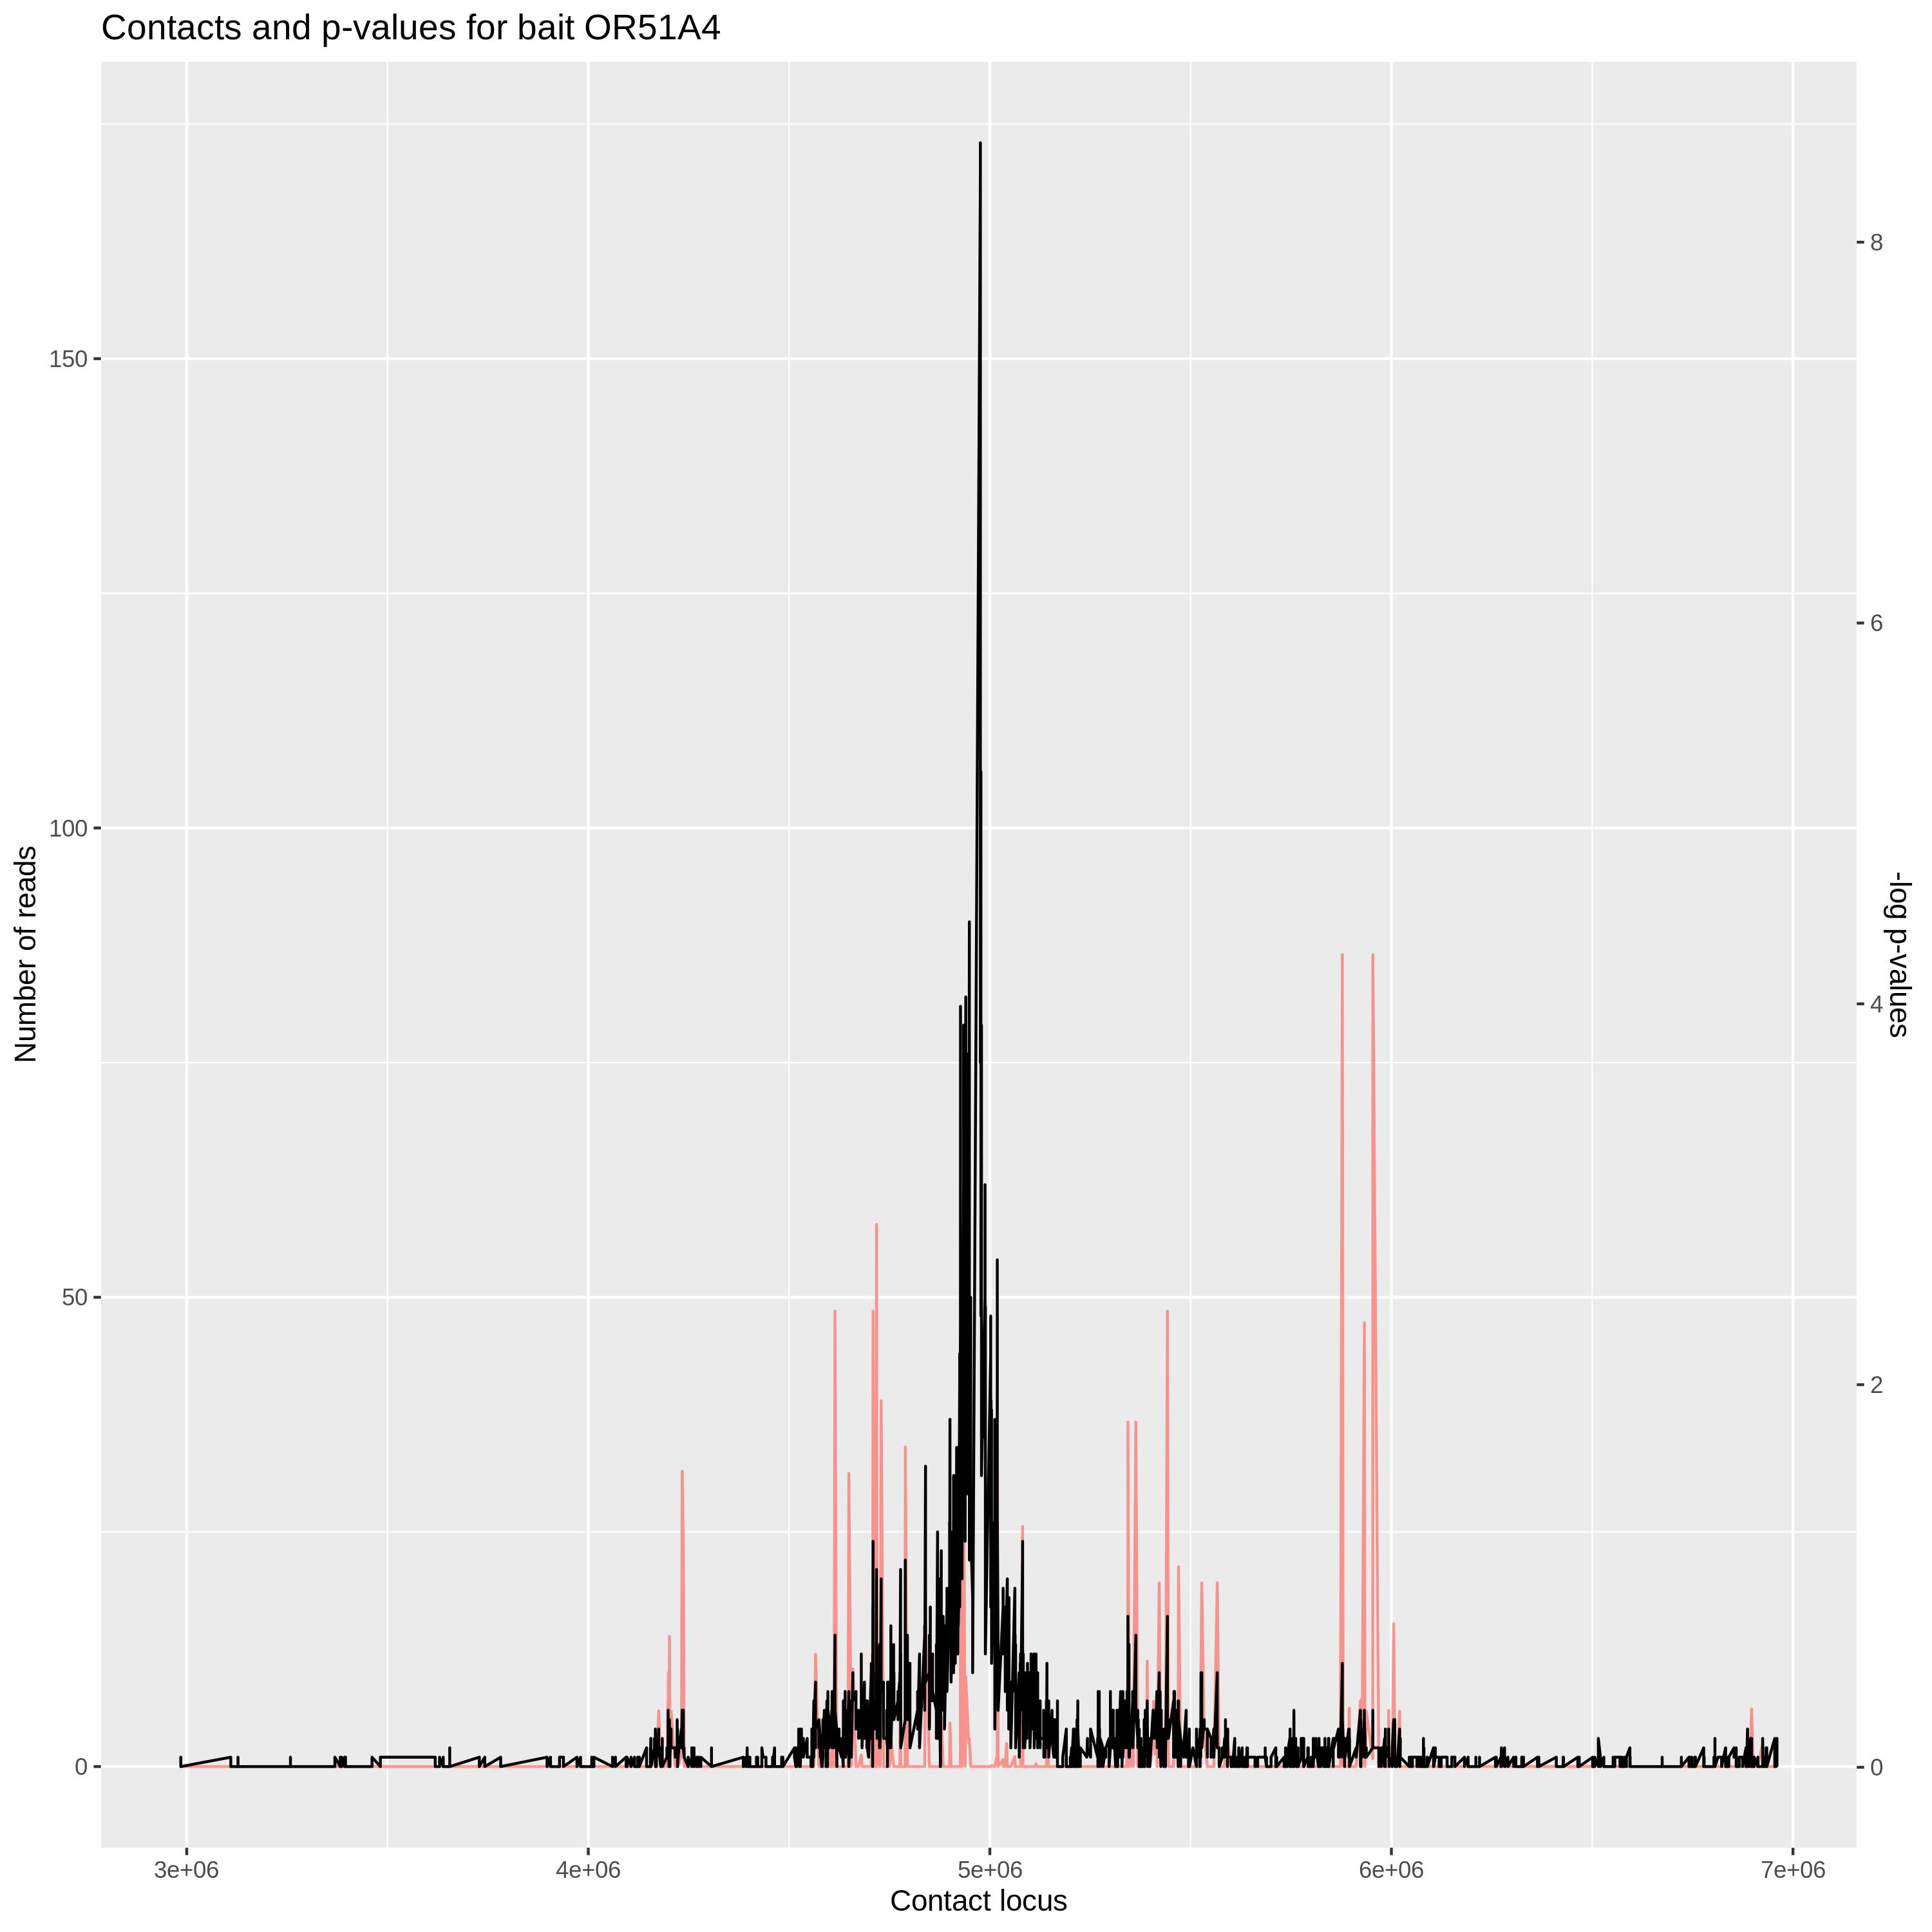 Contacts and p-values for bait OR51A4
Number of reads
150
100
50
0
8
6
4
2
0
-log p-values
3e+06 4e+06 5e+06 6e+06 7e+06
Contact locus